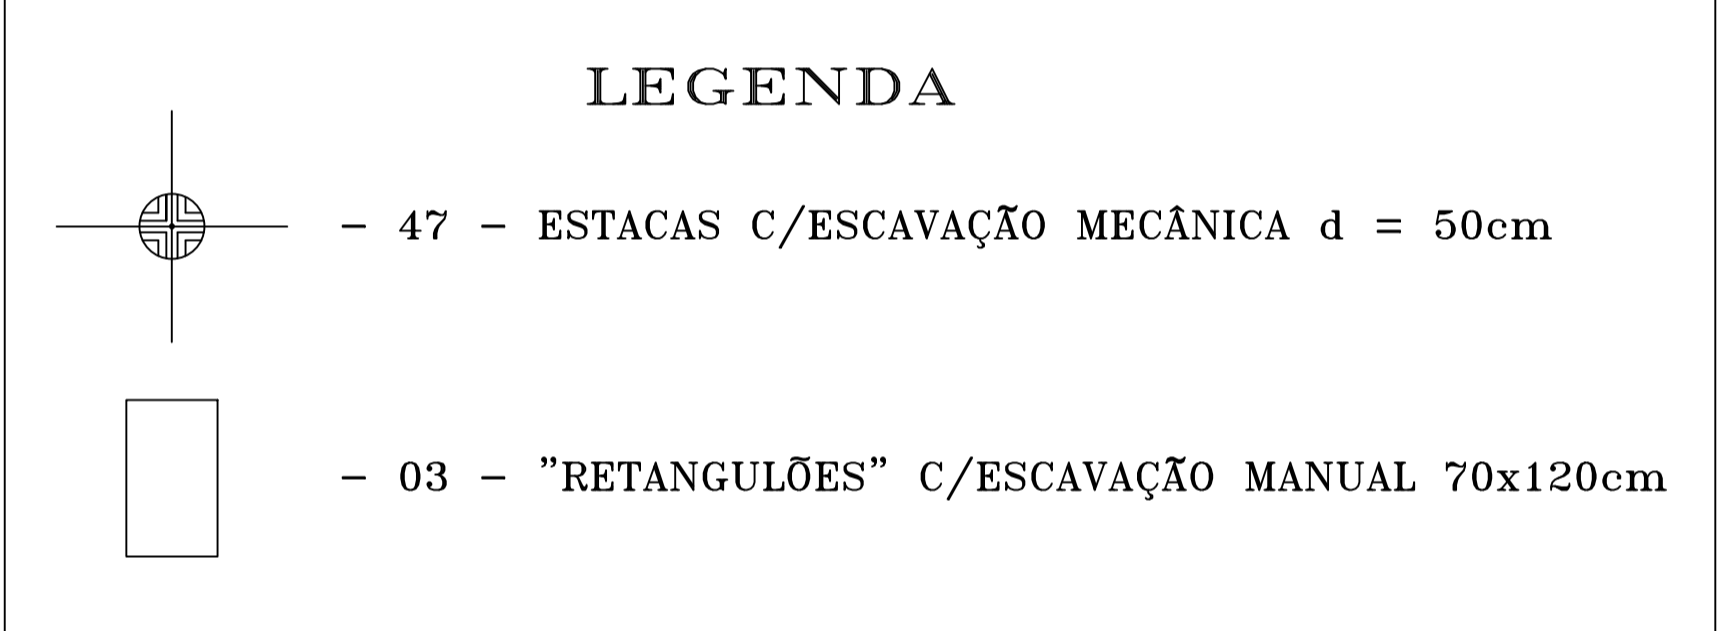 LEGENDA
- 47 - ESTACAS C/ESCAVAÇÃO MECÂNICA d = 50cm
- 03 - ”RETANGULÕES” C/ESCAVAÇÃO MANUAL 70x120cm